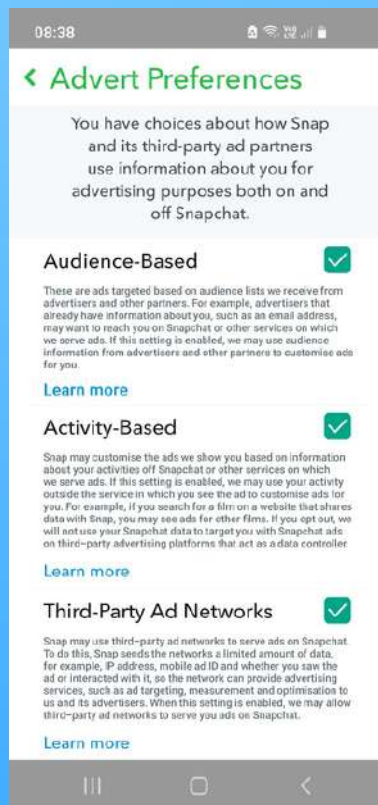 08:38
Advert Preferences
You have choices about how Snap
and its third-party ad partners
use information about you for
advertising purposes both on and
off Snapchat.
Audience-Based
These are ads targeted based on audience lists we receive from
advertisers and other partners. For example, advertisers that
already have information about you, such as an email address,
may want to reach you on Snapchat or other services on which
we serve ads. If this setting is enabled, we may use audience
information from advertisers and other partners to customise ads
for you.
Learn more
Activity-Based
Snap may customise the ads we show you based on information
about your activities off Snapchat or other services on which
we serve ads. If this setting is enabled, we may use your activity
outside the service in which you see the ad to customise ads for
you. For example, if you search for a film on a website that shares
data with Snap, you may see ads for other films. If you opt out, we
will not use your Snapchat data to target you with Snapchat ads
on third-party advertising platforms that act as a data controller
Learn more
Third-Party Ad Networks
Snap may use third-party ad networks to serve ads on Snapchat.
To do this, Snap seeds the networks a limited amount of data,
for example, IP address, mobile ad ID and whether you saw the
ad or interacted with it, so the network can provide advertising
services, such as ad targeting, measurement and optimisation to
us and its advertisers. When this setting is enabled, we may allow
third-party ad networks to serve you ads on Snapchat.
Learn more